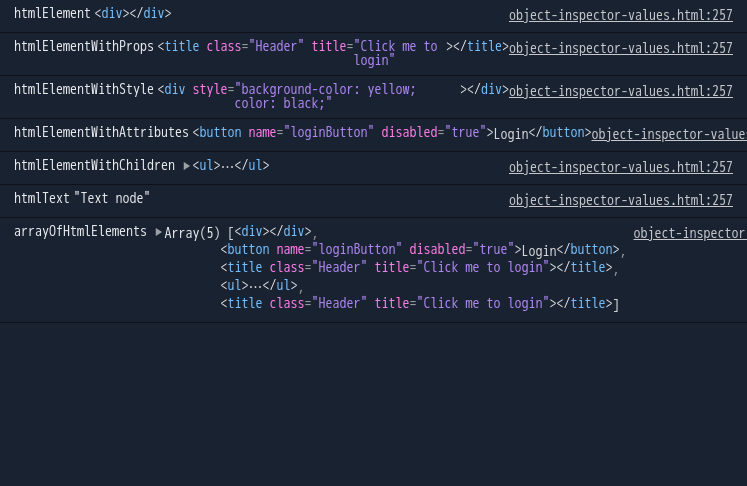 htmlElement <div></div> object-inspector-values.html:257
htmlElementWithProps <title class="Header" title="Click me to ></title> object-inspector-values.html:257
login"
htmlElementWithStyle <div style="background-color: yellow; ></div> object-inspector-values.html:257
color: black;"
htmlElementWithAttributes <button name="loginButton" disabled="true">Login</button> object-inspector-values
htmlElementWithChildren ▶<ul>⋯</ul> object-inspector-values.html:257
htmlText "Text node" object-inspector-values.html:257
arrayOfHtmlElements ▶Array(5) [<div></div>, object-inspector
<button name="loginButton" disabled="true">Login</button>,
<title class="Header" title="Click me to login"></title>,
<ul>⋯</ul>,
<title class="Header" title="Click me to login"></title>]